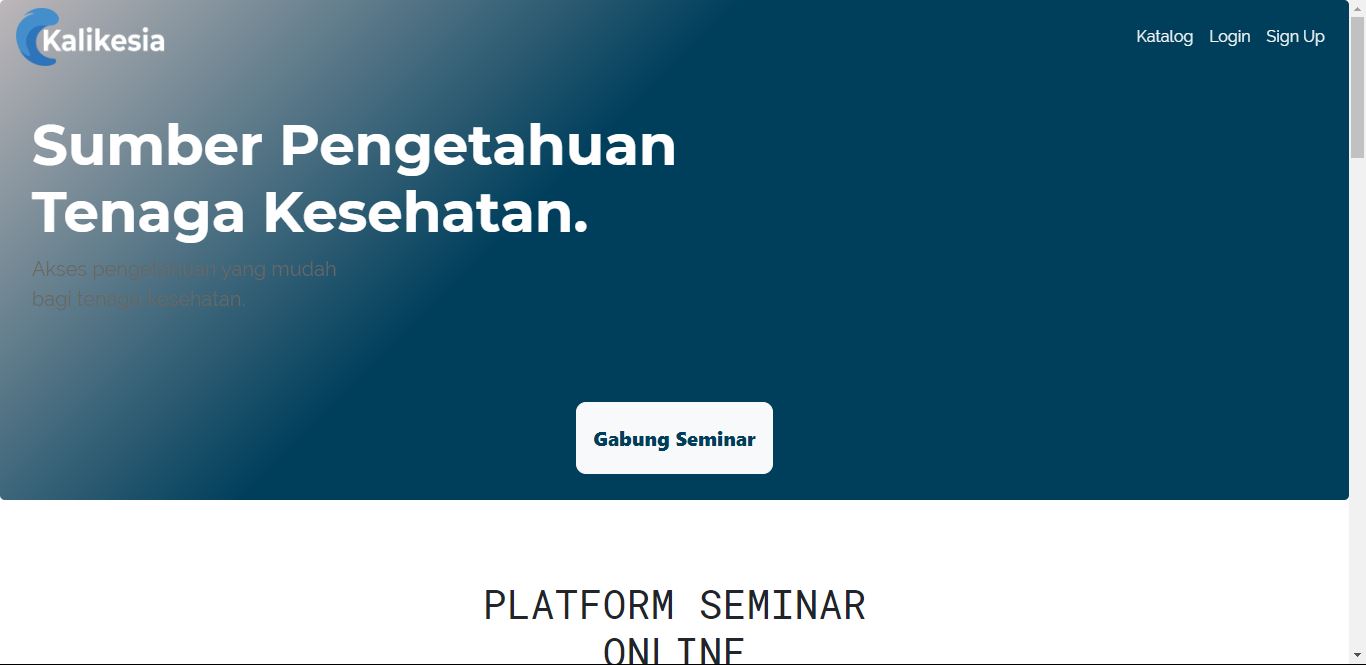 Kalikesia
Katalog Login Sign Up
Sumber Pengetahuan
Tenaga Kesehatan.
Akses pengetahuan yang mudah
bagi tenaga kesehatan.
Gabung Seminar
PLATFORM SEMINAR
ONLINE